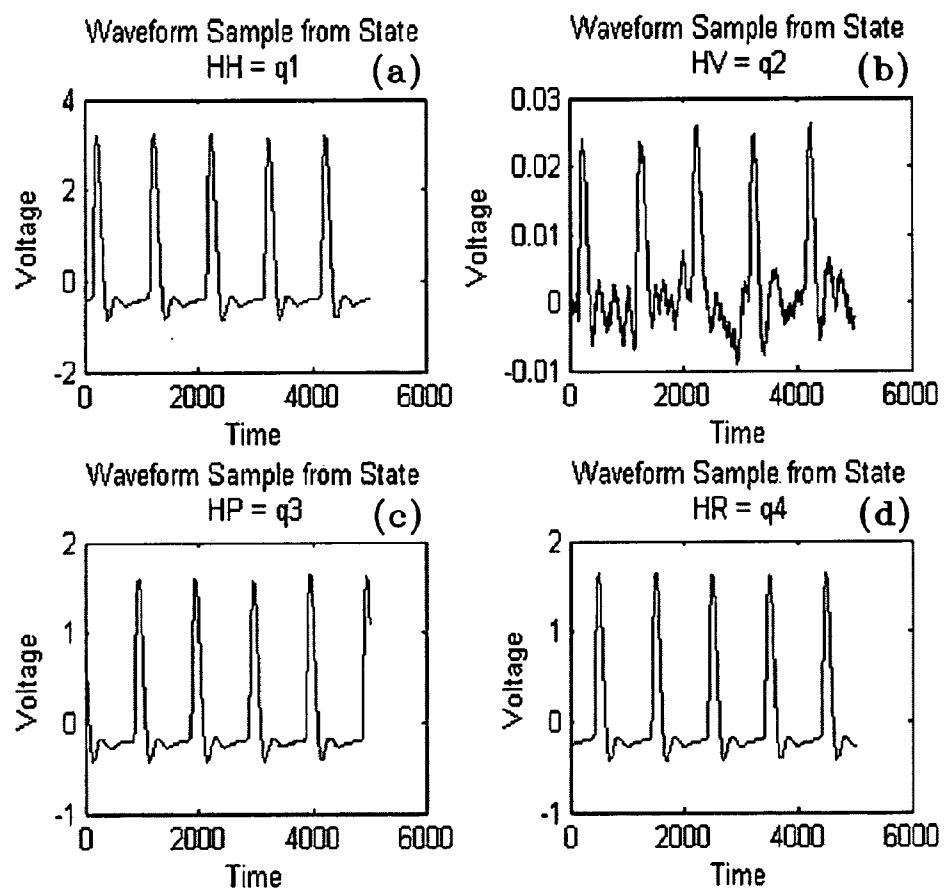 Waveform Sample from State
HH = q1 (a)
4
2
0
-2
Voltage
0 2000 4000 6000
Time
Waveform Sample from State
HV = q2 (b)
0.03
0.02
0.01
0
-0.01
Voltage
0 2000 4000 6000
Time
Waveform Sample from State
HP = q3 (c)
2
1
0
-1
Voltage
0 2000 4000 6000
Time
Waveform Sample from State
HR = q4 (d)
2
1
0
-1
Voltage
0 2000 4000 6000
Time